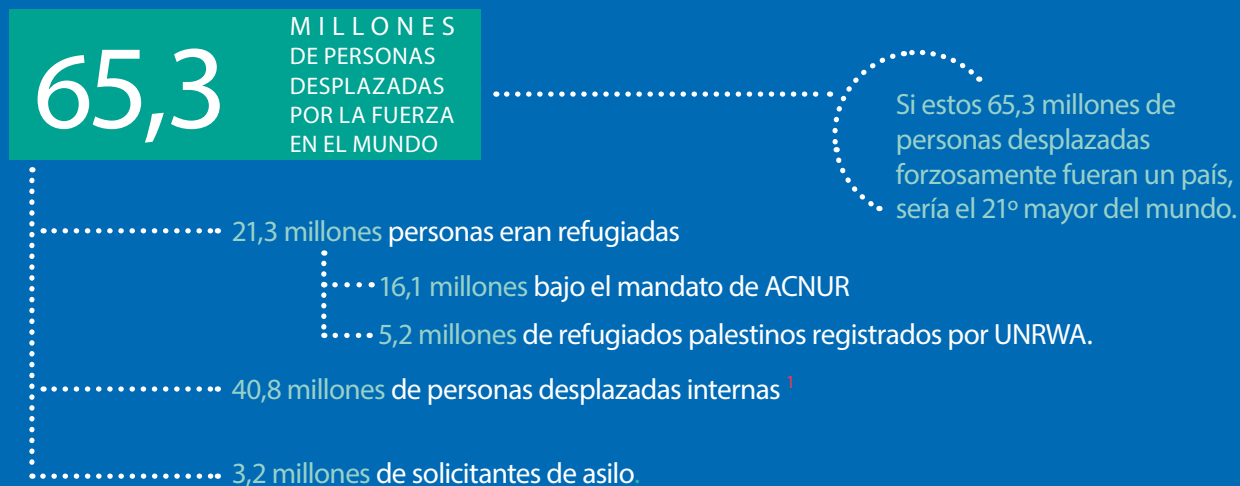 65,3
MILLONES
DE PERSONAS
DESPLAZADAS
POR LA FUERZA
EN EL MUNDO
Si estos 65,3 millones de
personas desplazadas
forzosamente fueran un país,
sería el 21º mayor del mundo.
21,3 millones personas eran refugiadas
16,1 millones bajo el mandato de ACNUR
5,2 millones de refugiados palestinos registrados por UNRWA.
40,8 millones de personas desplazadas internas 1
3,2 millones de solicitantes de asilo.